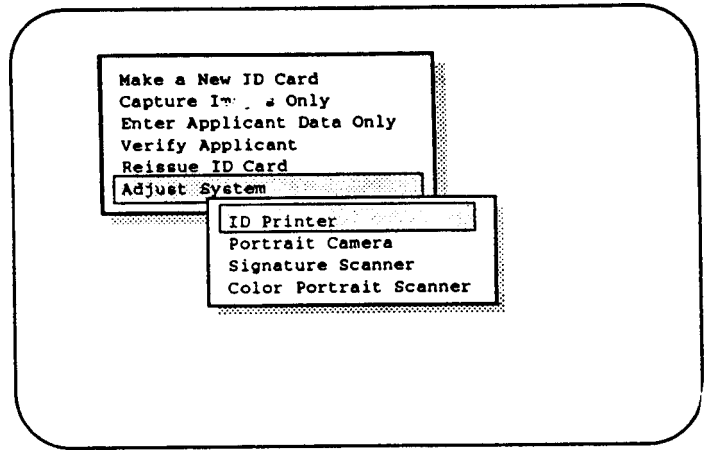 Make a New ID Card
Capture Only
Enter Applicant Data Only
Verify Applicant
Reissue ID Card
Adjust System
ID Printer
Portrait Camera
Signature Scanner
Color Portrait Scanner